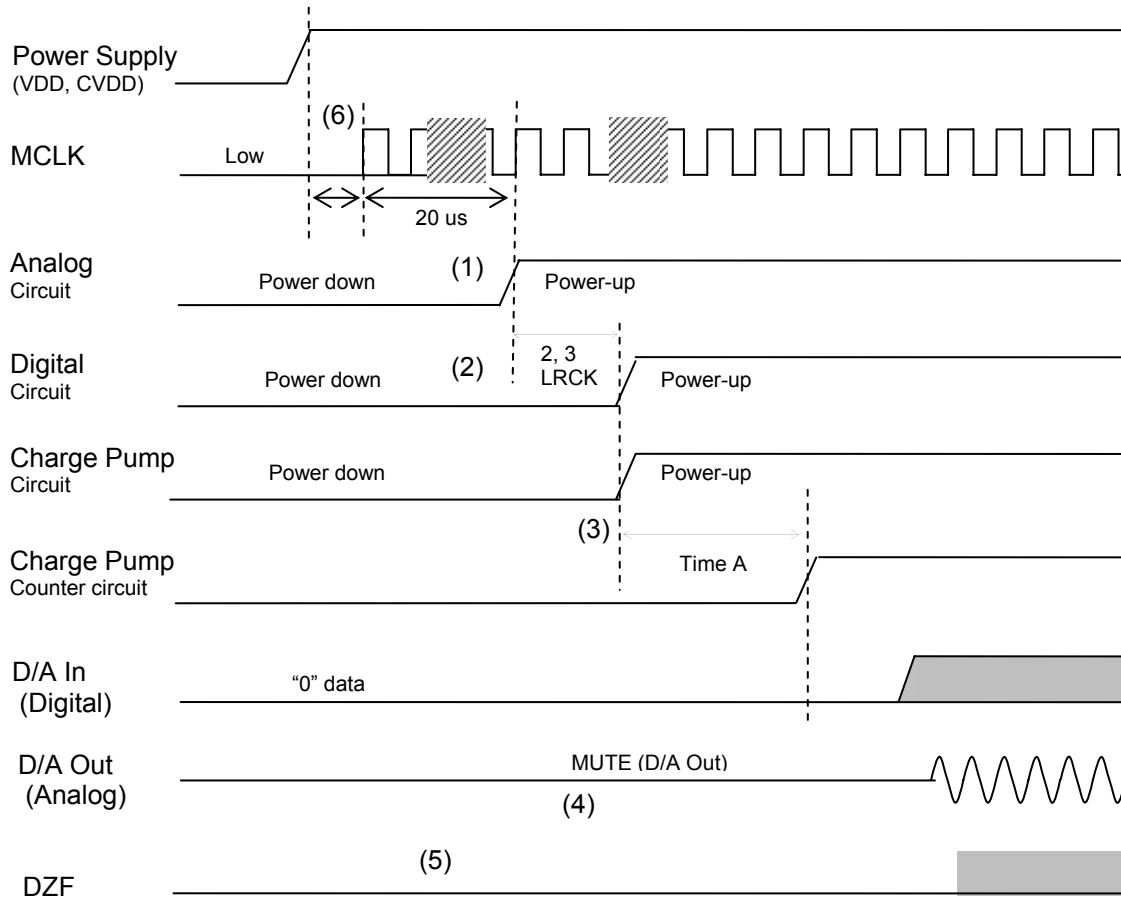 Power Supply
(VDD, CVDD)
(6)
MCLK
Low
20 us
Analog
Circuit
Power down
(1)
Power-up
Digital
Circuit
Power down
(2)
2, 3
LRCK
Power-up
Charge Pump
Circuit
Power down
Power-up
(3)
Charge Pump
Counter circuit
Time A
D/A In
(Digital)
“0” data
D/A Out
(Analog)
MUTE (D/A Out)
(4)
(5)
DZF